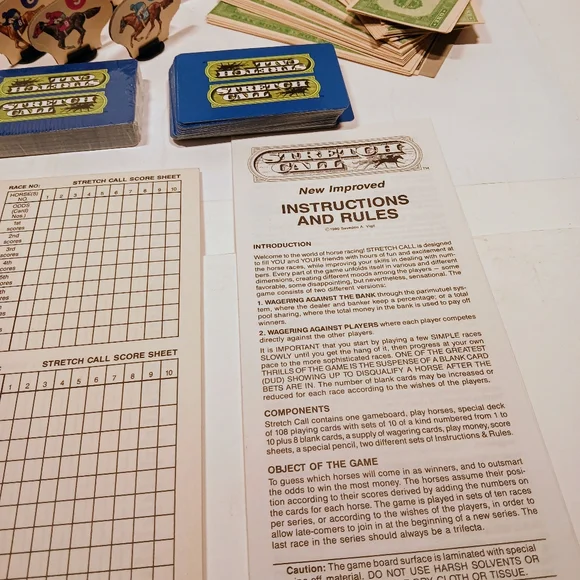 STRETCH CALL
STRETCH CALL
STRETCH CALL
STRETCH CALL
STRETCH
CALL
TM
New Improved
INSTRUCTIONS
AND RULES
INTRODUCTION
Welcome to the world of horse racing! STRETCH CALL is designed
to fill YOU and YOUR friends with hours of fun and excitement at
the horse races, while improving your skills in dealing with num-
bers. Every part of the game unfolds itself in various and different
dimensions, creating different moods among the players — some
favorable, some disappointing, but nevertheless, sensational. The
game consists of two different versions:
1. WAGERING AGAINST THE BANK through the parimutuel sys-
tem, where the dealer and banker keep a percentage; or a total
pool sharing, where the total money in the bank is used to pay off
winners.
2. WAGERING AGAINST PLAYERS where each player competes
directly against the other players.
It is IMPORTANT that you start by playing a few SIMPLE races
SLOWLY until you get the hang of it, then progress at your own
pace to the more sophisticated races. ONE OF THE GREATEST
THRILLS OF THE GAME IS THE SUSPENSE OF A BLANK CARD
(DUD) SHOWING UP TO DISQUALIFY A HORSE AFTER THE
BETS ARE IN. The number of blank cards may be increased or
reduced for each race according to the wishes of the players.
COMPONENTS
Stretch Call contains one gameboard, play horses, special deck
of 108 playing cards with sets of 10 of a kind numbered from 1 to
10 plus 8 blank cards, a supply of wagering cards, play money, score
sheets, a special pencil, two different sets of Instructions & Rules.
OBJECT OF THE GAME
To guess which horses will come in as winners, and to outsmart
the odds to win the most money. The horses assume their posi-
tion according to their scores derived by adding the numbers on
the cards for each horse. The game is played in sets of ten races
per series, or according to the wishes of the players, in order to
allow late-comers to join in at the beginning of a new series. The
last race in the series should always be a trifecta.
Caution: The game board surface is laminated with special
off material. DO NOT USE HARSH SOLVENTS OR
DRY CLOTH OR TISSUE.
RACE NO: STRETCH CALL SCORE SHEET
HORSE(S) NO. 1 2 3 4 5 6 7 8 9 10
ODDS
(Card)
Nos.)
1st
scores
2nd
scores
3rd
scores
4th
scores
5th
scores
STRETCH CALL SCORE SHEET
1 2 3 4 5 6 7 8 9 10